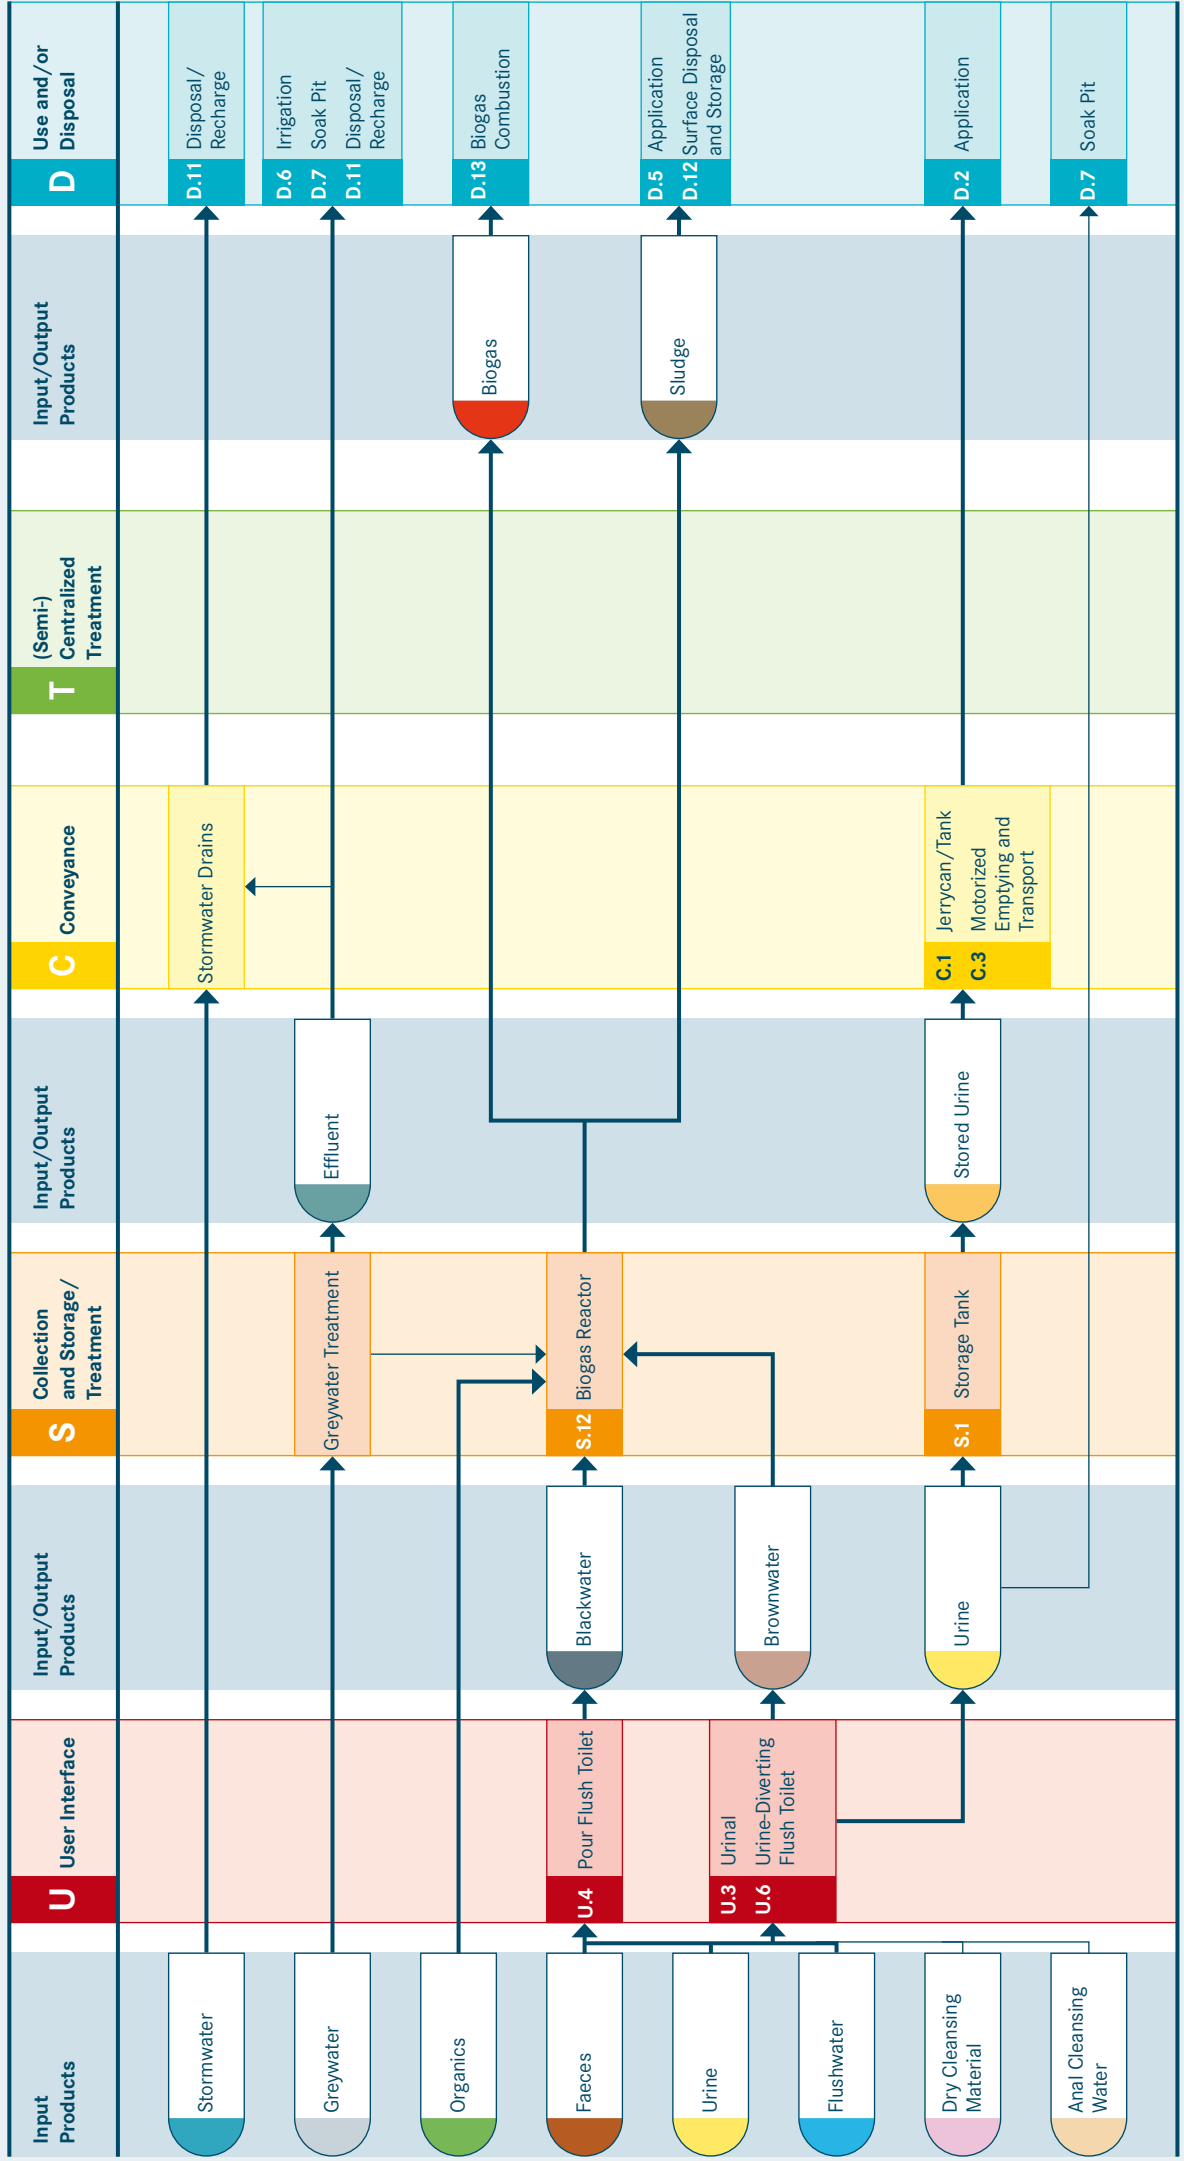 Input
Products
U
User Interface
Input/Output
Products
S
Collection
and Storage/
Treatment
Input/Output
Products
C
Conveyance
T
(Semi-)
Centralized
Treatment
Input/Output
Products
D
Use and/or
Disposal
Stormwater
Stormwater Drains
D.11
Disposal/
Recharge
Greywater
Greywater Treatment
Effluent
D.6 Irrigation
D.7 Soak Pit
D.11 Disposal/
Recharge
Organics
Biogas
D.13 Biogas
Combustion
Faeces
U.4 Pour Flush Toilet
Blackwater
S.12 Biogas Reactor
Sludge
D.5 Application
D.12 Surface Disposal
and Storage
Urine
U.3 Urinal
U.6 Urine-Diverting
Flush Toilet
Brownwater
Flushwater
Dry Cleansing
Material
Urine
S.1 Storage Tank
Stored Urine
C.1 Jerrycan/Tank
C.3 Motorized
Emptying and
Transport
D.2 Application
Anal Cleansing
Water
D.7 Soak Pit